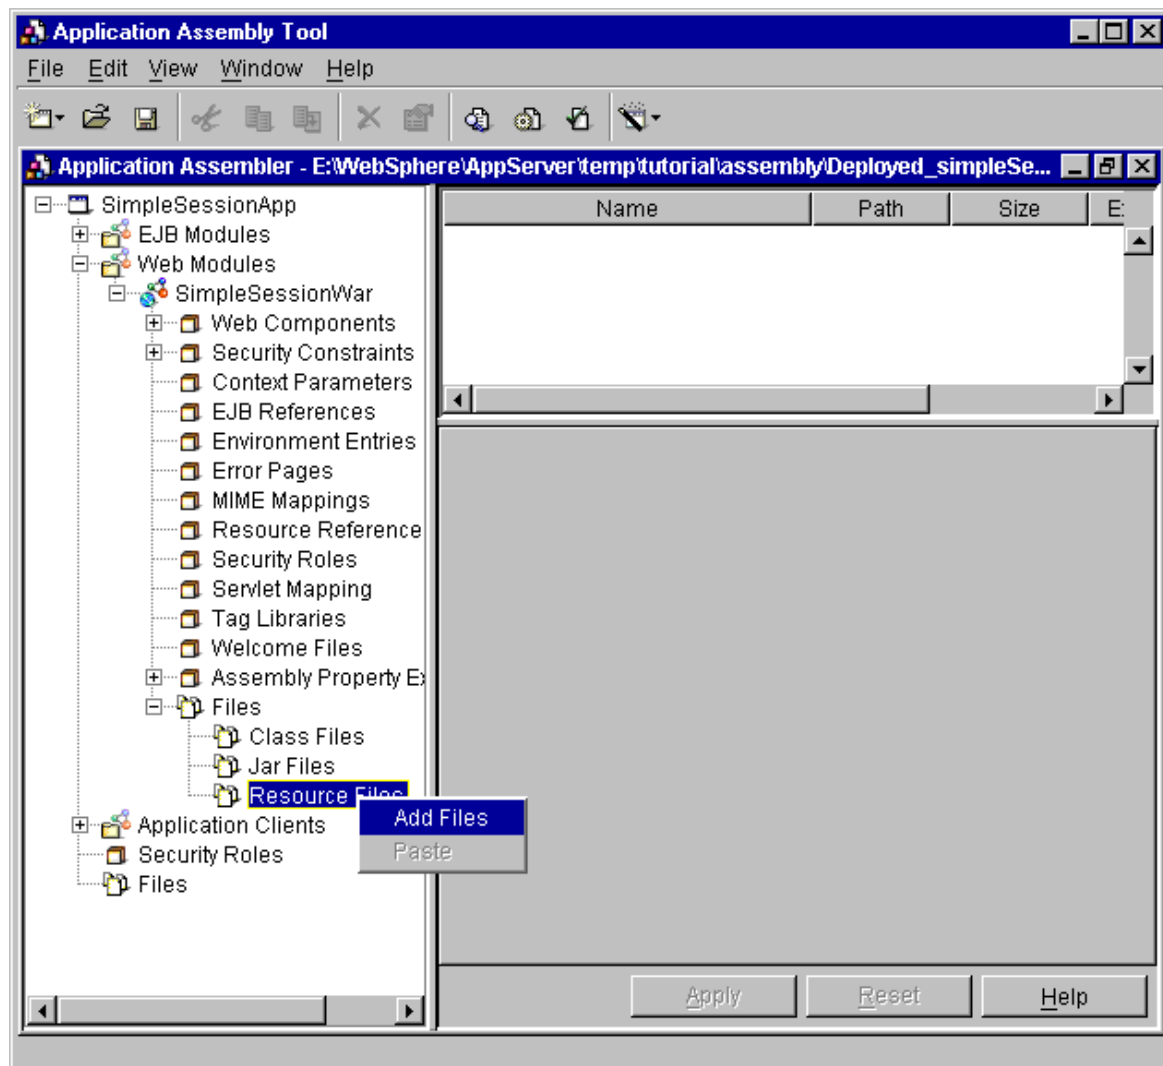 Application Assembly Tool
File Edit View Window Help
Application Assembler - E:\WebSphere\AppServer\temp\tutorial\assembly\Deployed_simpleSe...
Name Path Size E:
SimpleSessionApp
EJB Modules
Web Modules
SimpleSessionWar
Web Components
Security Constraints
Context Parameters
EJB References
Environment Entries
Error Pages
MIME Mappings
Resource Reference
Security Roles
Servlet Mapping
Tag Libraries
Welcome Files
Assembly Property Ex
Files
Class Files
Jar Files
Resource Files
Add Files
Paste
Application Clients
Security Roles
Files
Apply Reset Help